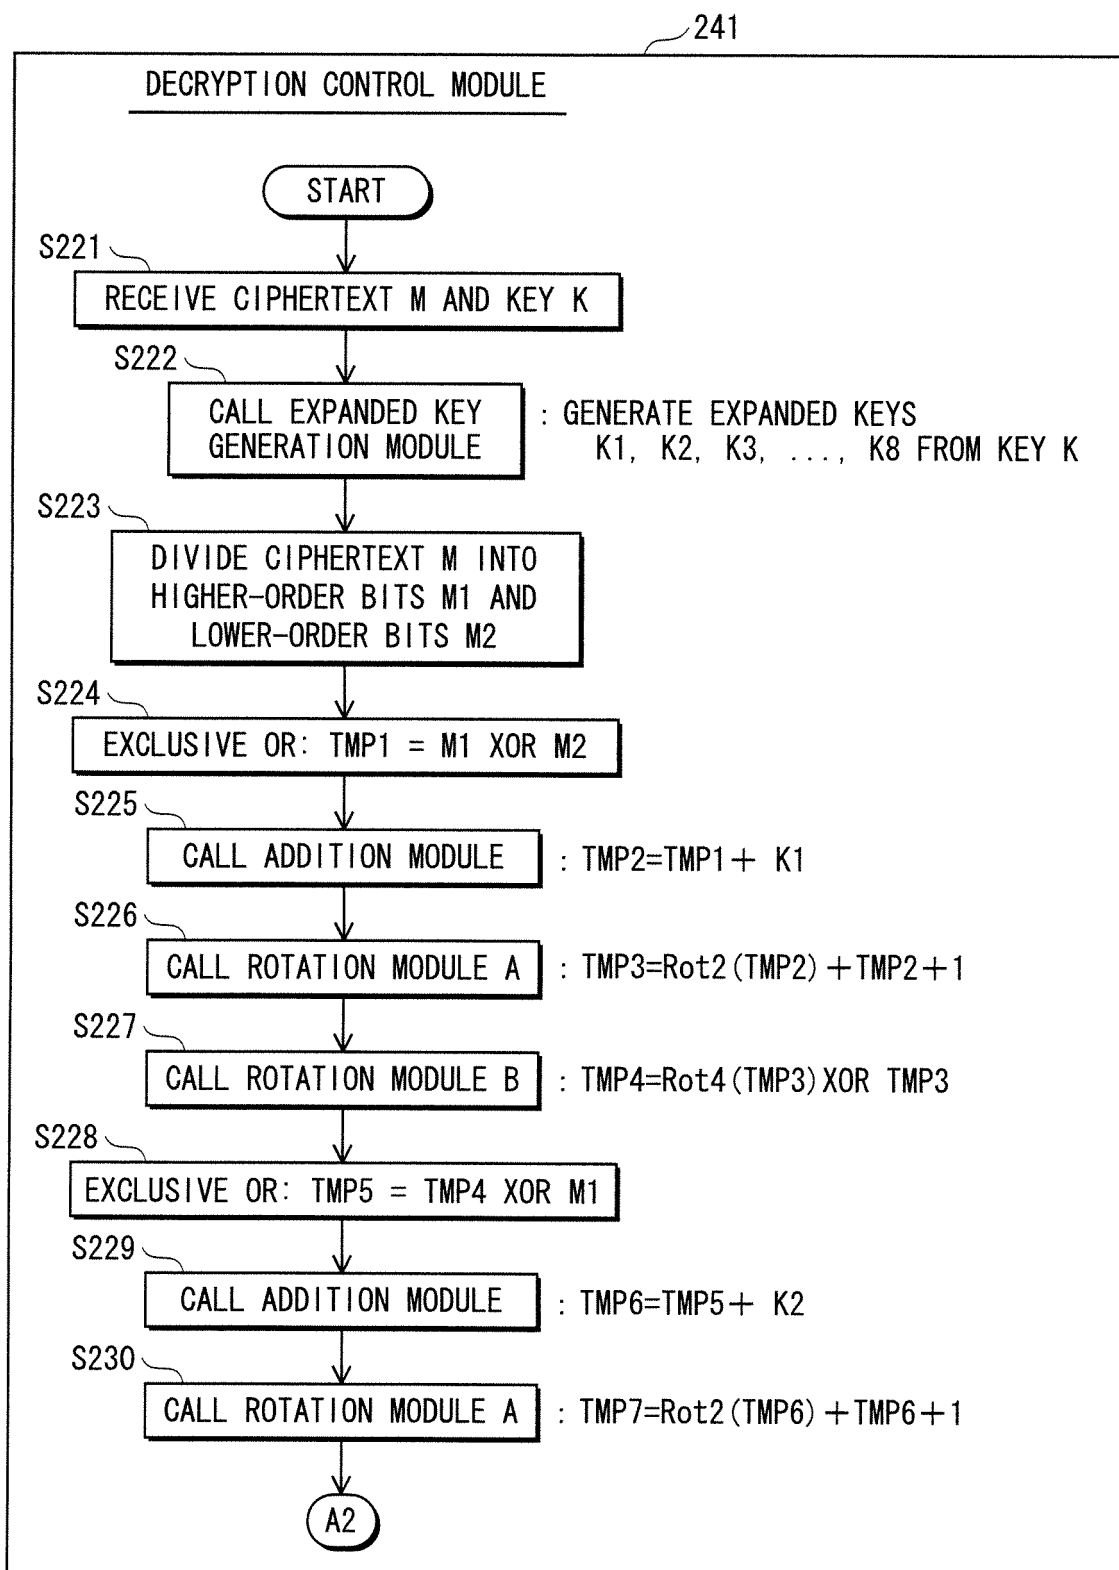 241
DECRYPTION CONTROL MODULE
START
S221
RECEIVE CIPHERTEXT M AND KEY K
S222
CALL EXPANDED KEY
GENERATION MODULE
: GENERATE EXPANDED KEYS
K1, K2, K3, ..., K8 FROM KEY K
S223
DIVIDE CIPHERTEXT M INTO
HIGHER-ORDER BITS M1 AND
LOWER-ORDER BITS M2
S224
EXCLUSIVE OR: TMP1 = M1 XOR M2
S225
CALL ADDITION MODULE : TMP2=TMP1+ K1
S226
CALL ROTATION MODULE A : TMP3=Rot2(TMP2)+TMP2+1
S227
CALL ROTATION MODULE B : TMP4=Rot4(TMP3)XOR TMP3
S228
EXCLUSIVE OR: TMP5 = TMP4 XOR M1
S229
CALL ADDITION MODULE : TMP6=TMP5+ K2
S230
CALL ROTATION MODULE A : TMP7=Rot2(TMP6)+TMP6+1
A2